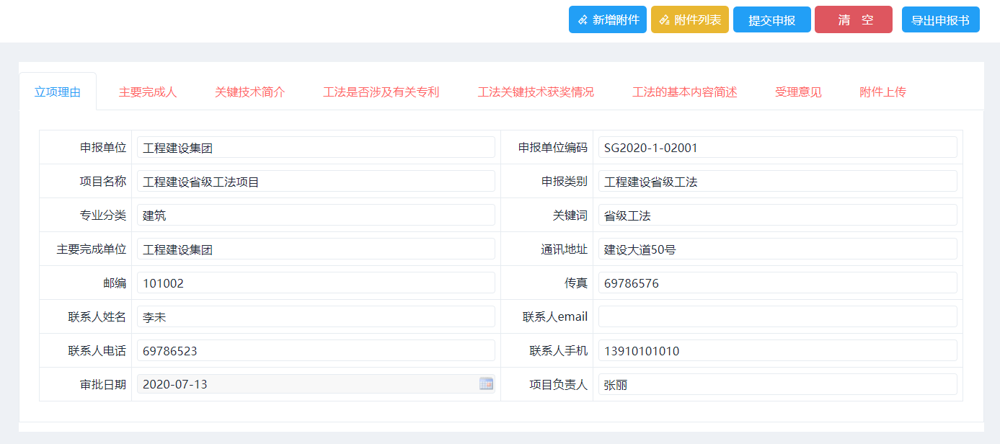 新增附件 附件列表 提交申报 清 空 导出申报书
立项理由 主要完成人 关键技术简介 工法是否涉及有关专利 工法关键技术获奖情况 工法的基本内容简述 受理意见 附件上传
申报单位 工程建设集团 申报单位编码 SG2020-1-02001
项目名称 工程建设省级工法项目 申报类别 工程建设省级工法
专业分类 建筑 关键词 省级工法
主要完成单位 工程建设集团 通讯地址 建设大道50号
邮编 101002 传真 69786576
联系人姓名 李未 联系人email
联系人电话 69786523 联系人手机 13910101010
审批日期 2020-07-13 项目负责人 张丽